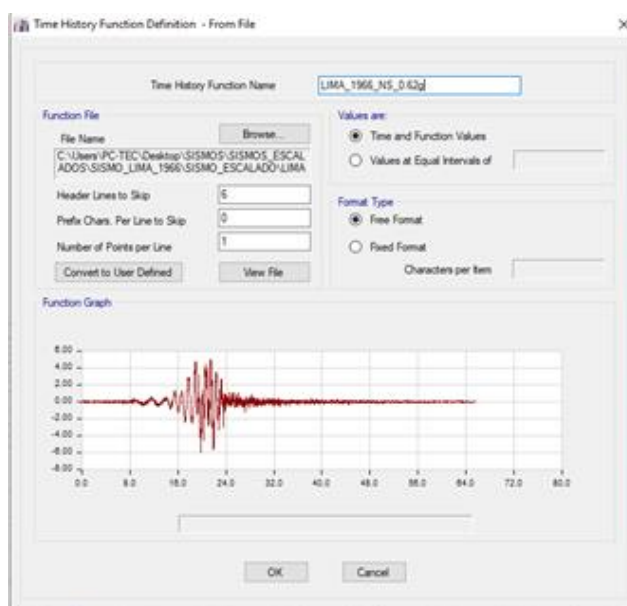 Time History Function Definition - From File
Time History Function Name
LIMA_1966_NS_0.62g
Function File
File Name
Browse...
C:\Users\PC-TEC\Desktop\SISMOS\SISMOS_ESCAL
ADOS\SISMO_LIMA_1966\SISMO_ESCALADO\LIMA
Header Lines to Skip
6
Prefix Chars. Per Line to Skip
0
Number of Points per Line
1
Convert to User Defined
View File
Values are:
Time and Function Values
Values at Equal Intervals of
Format Type
Free Format
Fixed Format
Characters per Item
Function Graph
6.00
4.00
2.00
0.00
-2.00
-4.00
-6.00
-8.00
0.0 8.0 16.0 24.0 32.0 40.0 48.0 56.0 64.0 72.0 80.0
OK
Cancel